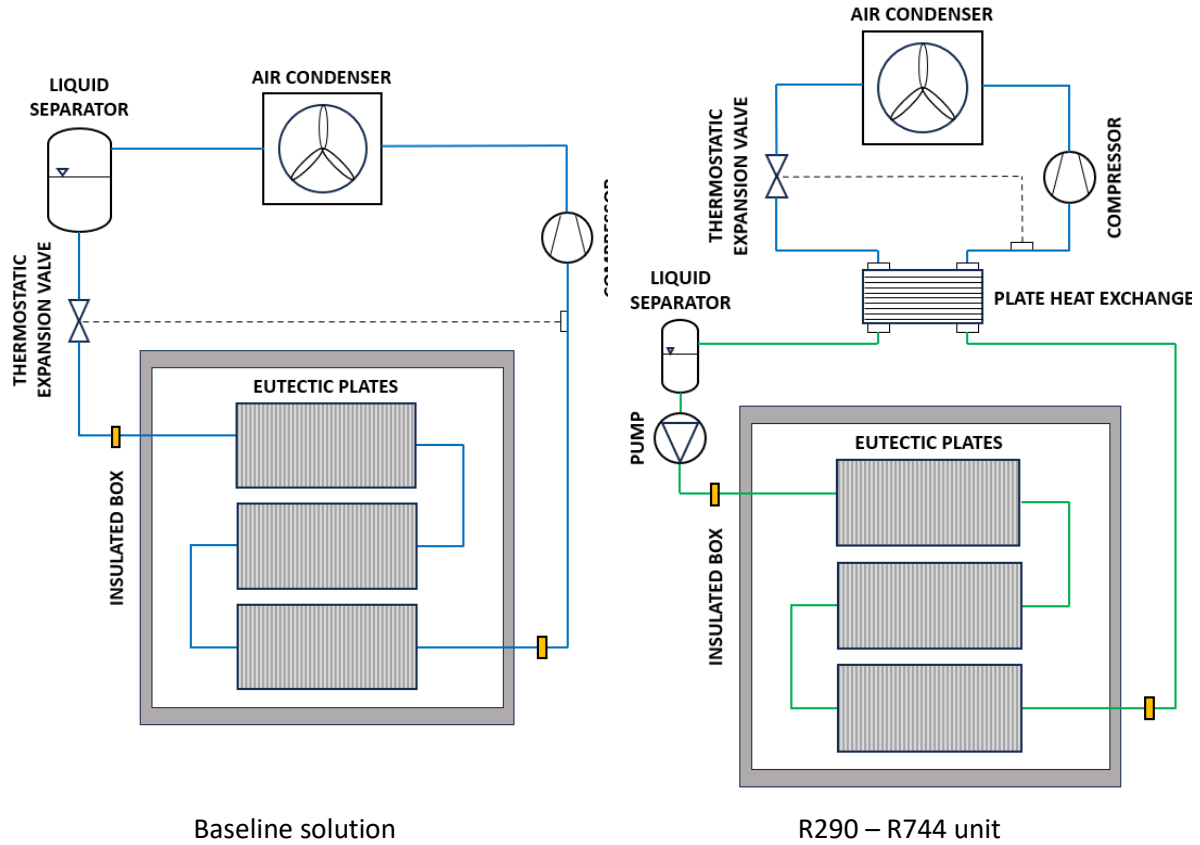 LIQUID
SEPARATOR
AIR CONDENSER
COMPRESSOR
THERMOSTATIC
EXPANSION VALVE
EUTECTIC PLATES
INSULATED BOX
Baseline solution
AIR CONDENSER
THERMOSTATIC
EXPANSION VALVE
COMPRESSOR
PLATE HEAT EXCHANGE
LIQUID
SEPARATOR
PUMP
EUTECTIC PLATES
INSULATED BOX
R290 – R744 unit